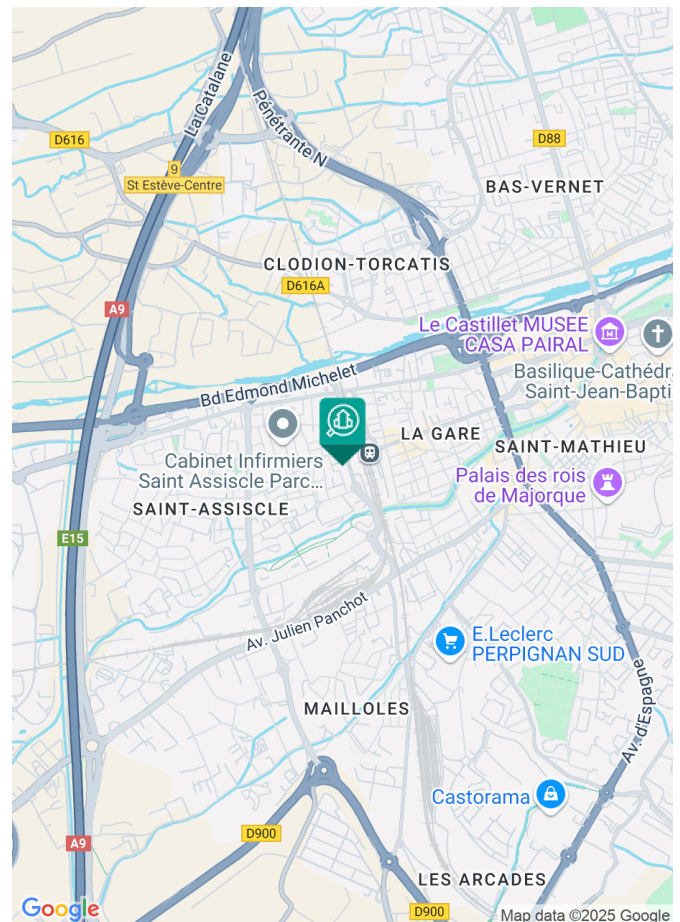 La Catalane
Pénétrante N
D616
D88
9
St Estève-Centre
BAS-VERNET
CLODION-TORCATIS
D616A
A9
Le Castillet MUSEE
CASA PAIRAL
Basilique-Cathédra
Saint-Jean-Bapti...
Bd Edmond Michelet
LA GARE
SAINT-MATHIEU
Cabinet Infirmiers
Saint Assiscle Parc...
Palais des rois
de Majorque
SAINT-ASSISCLE
E15
Av. Julien Panchot
E.Leclerc
PERPIGNAN SUD
MAILLOLES
Av. d'Espagne
Castorama
D900
A9
LES ARCADES
D900
Google
Map data ©2025 Google